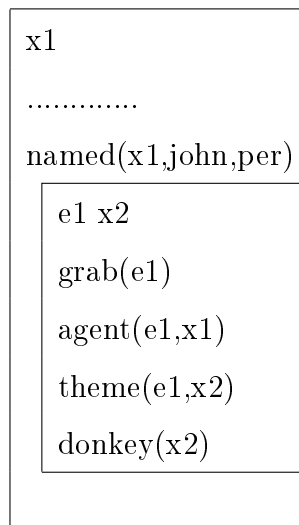 x1
.............
named(x1,john,per)
e1 x2
grab(e1)
agent(e1,x1)
theme(e1,x2)
donkey(x2)